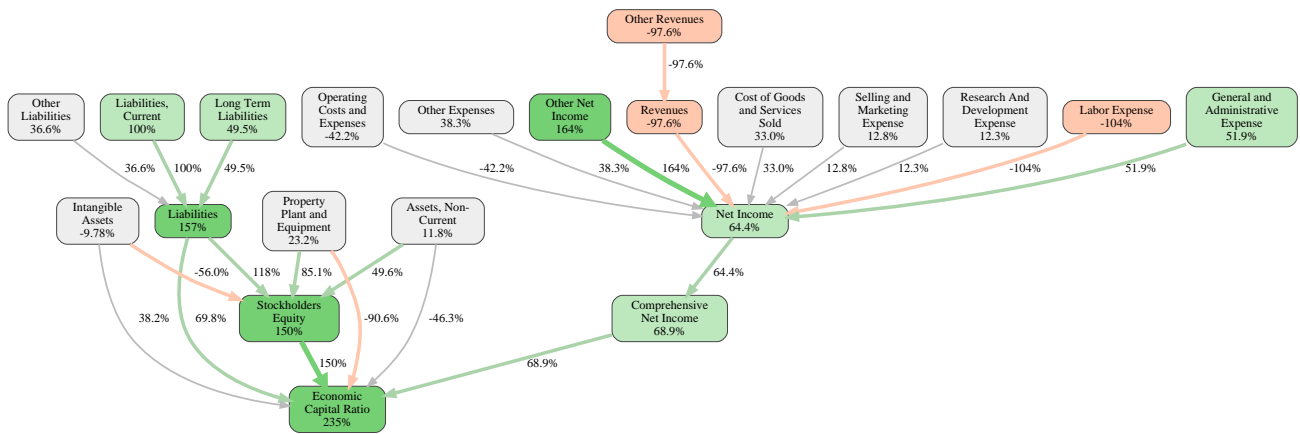 Other Revenues
-97.6%
-97.6%
Other
Liabilities
36.6%
Liabilities,
Current
100%
Long Term
Liabilities
49.5%
Operating
Costs and
Expenses
-42.2%
Other Expenses
38.3%
Other Net
Income
164%
Revenues
-97.6%
Cost of Goods
and Services
Sold
33.0%
Selling and
Marketing
Expense
12.8%
Research And
Development
Expense
12.3%
Labor Expense
-104%
General and
Administrative
Expense
51.9%
36.6%
100%
49.5%
-42.2%
38.3%
164%
-97.6%
33.0%
12.8%
12.3%
-104%
51.9%
Intangible
Assets
-9.78%
Liabilities
157%
Property
Plant and
Equipment
23.2%
Assets, Non-
Current
11.8%
Net Income
64.4%
-56.0%
118%
85.1%
49.6%
64.4%
38.2%
69.8%
Stockholders
Equity
150%
-90.6%
-46.3%
Comprehensive
Net Income
68.9%
150%
68.9%
Economic
Capital Ratio
235%